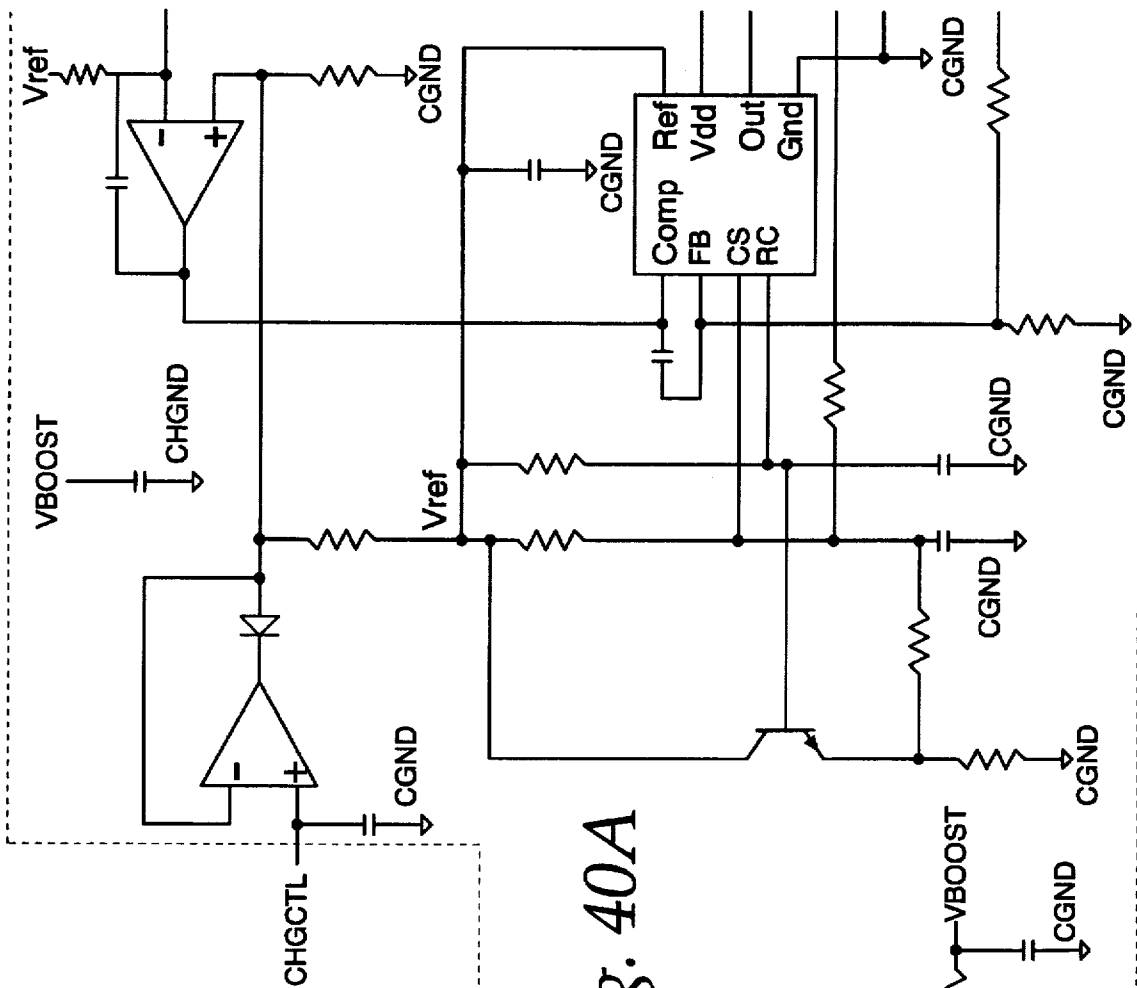 Vref
CGND
VBOOST
CHGND
CHGCTL
CGND
Vref
CGND
Comp
Ref
FB
Vdd
CS
Out
RC
Gnd
CGND
CGND
CGND
CGND
CGND
VBOOST
CGND
g. 40A
-
+
-
+